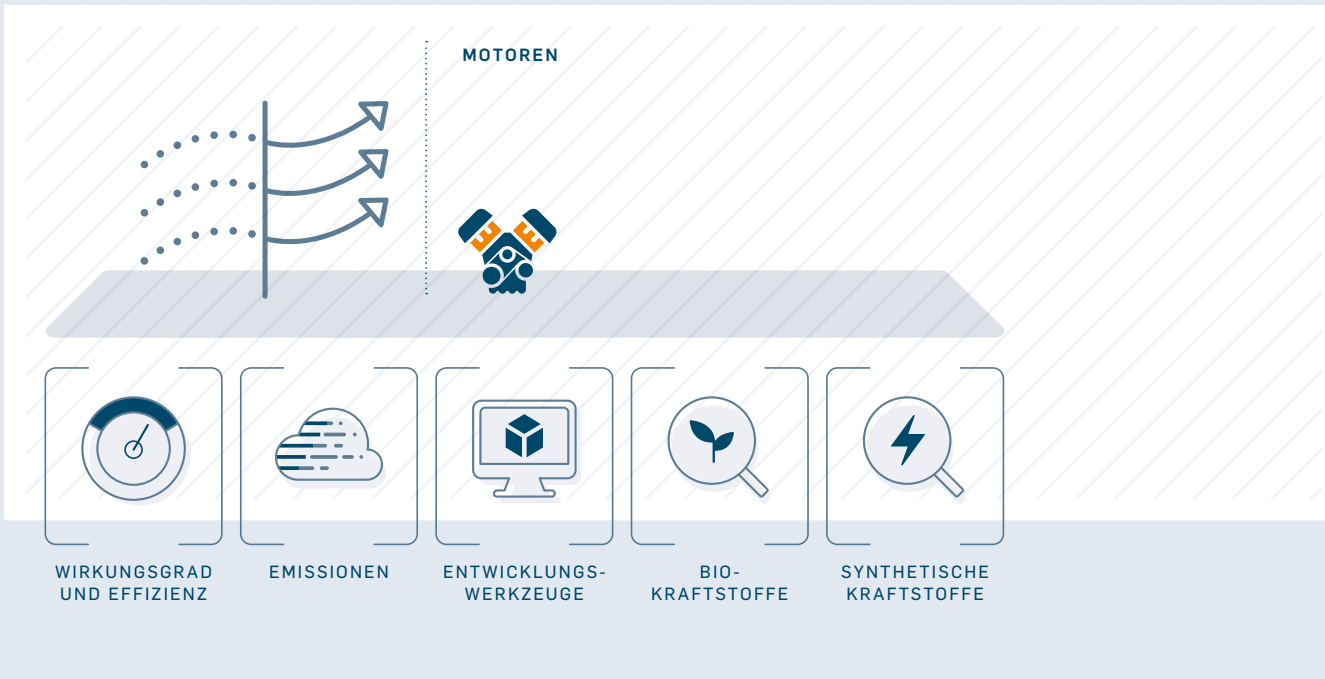 MOTOREN
WIRKUNGSGRAD
UND EFFIZIENZ
EMISSIONEN
ENTWICKLUNGS-
WERKZEUGE
BIO-
KRAFTSTOFFE
SYNTHETISCHE
KRAFTSTOFFE